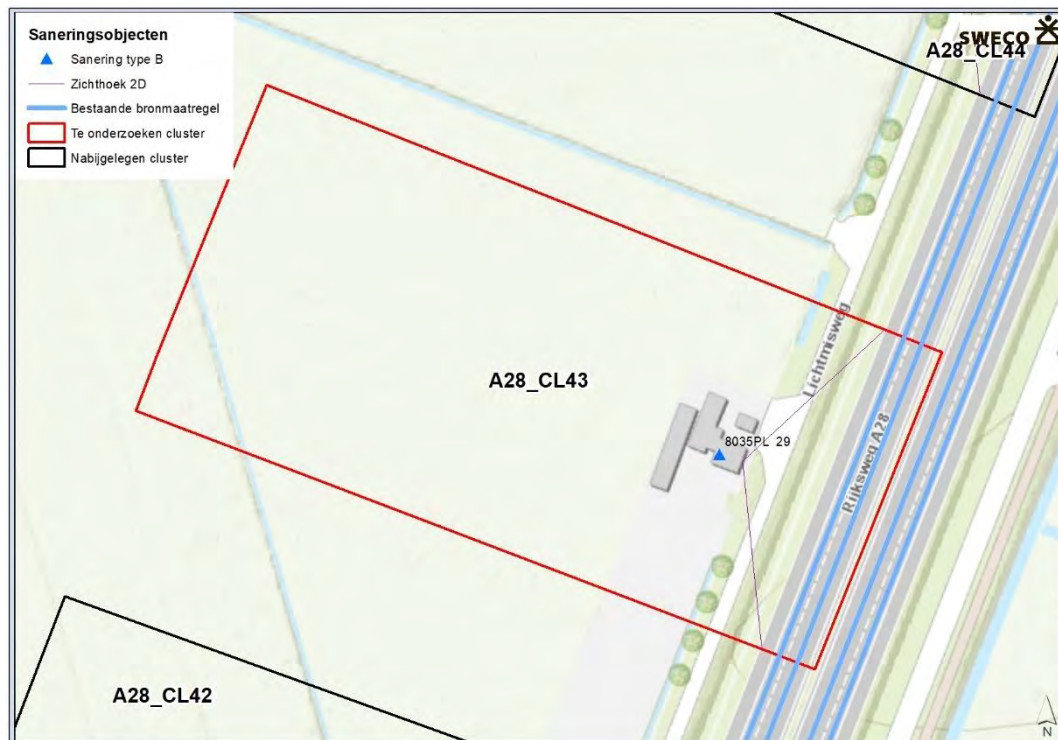 Saneringsobjecten
Sanering type B
Zichthoek 2D
Bestaande bronmaatregel
Te onderzoeken cluster
Nabijgelegen cluster
SWECO
A28_CL44
Lichtmisweg
A28_CL43
8035PL 29
Rijksweg A28
A28_CL42
N